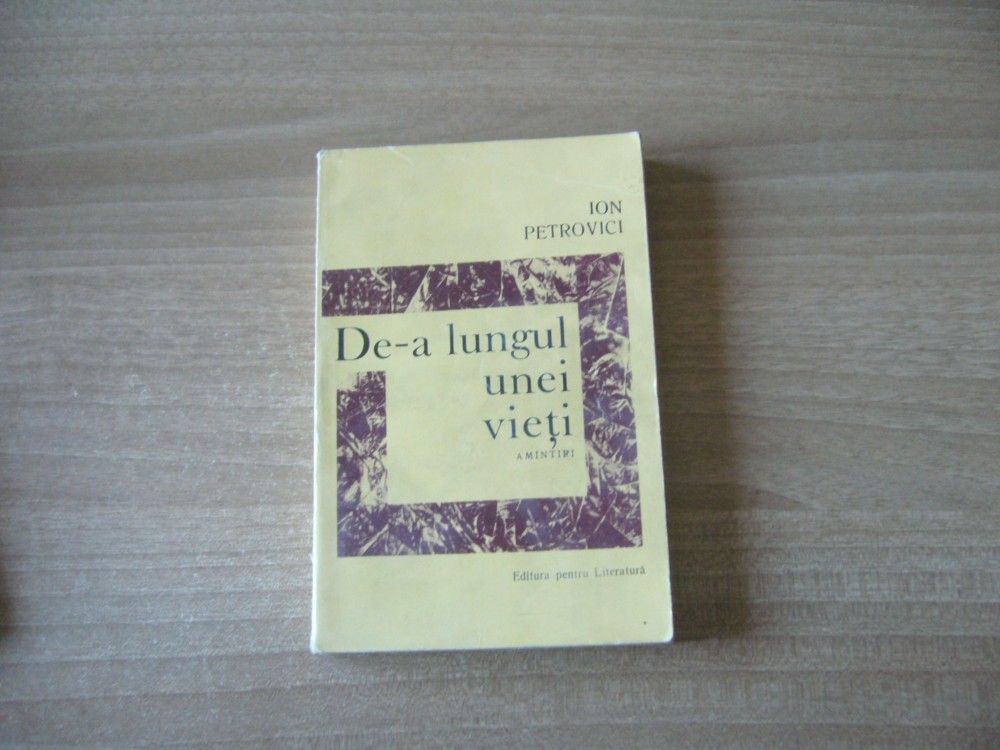 ION
PETROVICI
De-a lungul
unei
vieți
AMINTIRI
Editura pentru Literatură